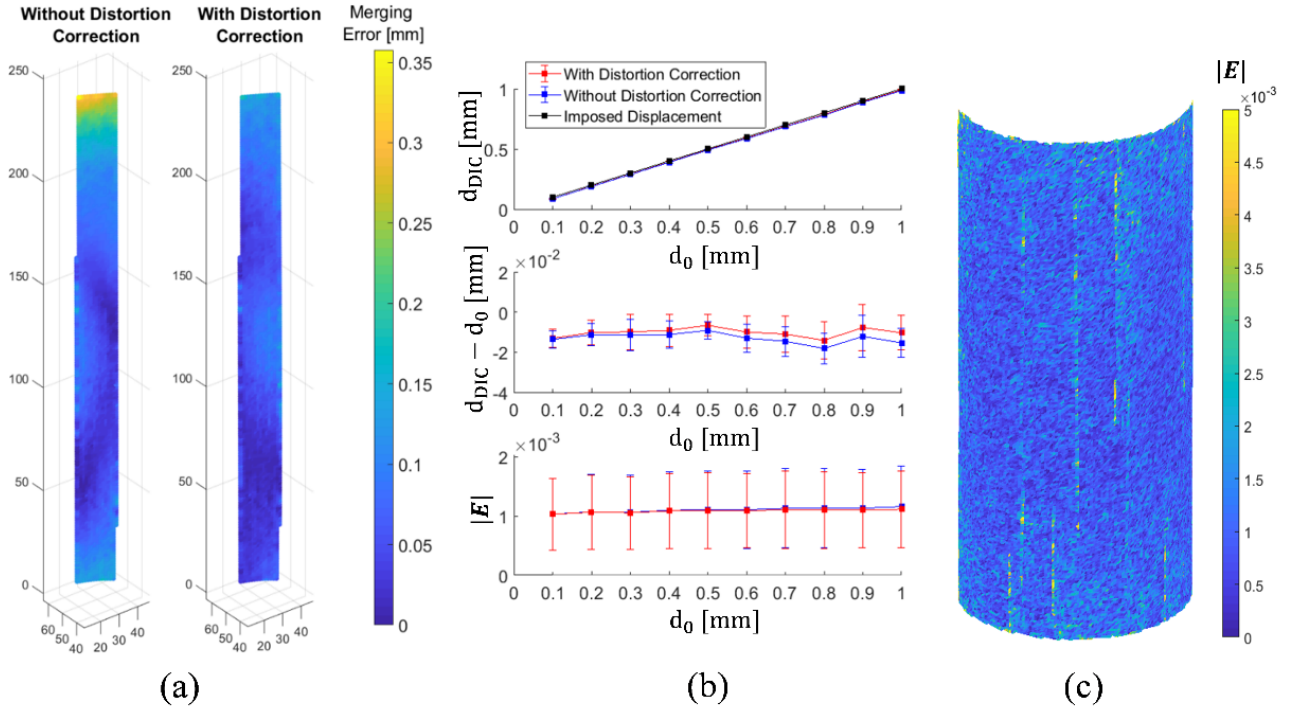 Without Distortion
Correction
With Distortion
Correction
Merging
Error [mm]
250
200
150
100
50
0
60
50
40
20
30
40
250
200
150
100
50
0
60
50
40
20
30
40
0.35
0.3
0.25
0.2
0.15
0.1
0.05
0
(a)
With Distortion Correction
Without Distortion Correction
Imposed Displacement
d_DIC [mm]
1
0.5
0
0 0.1 0.2 0.3 0.4 0.5 0.6 0.7 0.8 0.9 1
d₀ [mm]
×10⁻²
d_DIC − d₀ [mm]
2
0
-2
-4
0 0.1 0.2 0.3 0.4 0.5 0.6 0.7 0.8 0.9 1
d₀ [mm]
×10⁻³
|E|
2
1
0
0 0.1 0.2 0.3 0.4 0.5 0.6 0.7 0.8 0.9 1
d₀ [mm]
(b)
|E|
×10⁻³
5
4.5
4
3.5
3
2.5
2
1.5
1
0.5
0
(c)